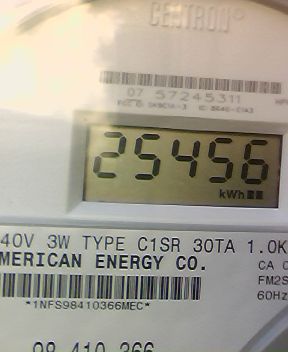 CENTRON®
07 57245311
25456
kWh
40V 3W TYPE C1SR 30TA 1.0K
MERICAN ENERGY CO.
CA 0
FM2S
60Hz
*1NFS98410366MEC*
98 410 366